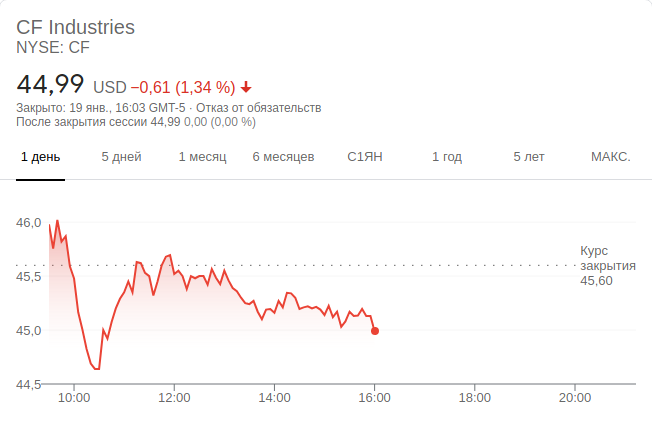 CF Industries
NYSE: CF
44,99 USD −0,61 (1,34 %)
Закрыто: 19 янв., 16:03 GMT-5 · Отказ от обязательств
После закрытия сессии 44,99 0,00 (0,00 %)
1 день 5 дней 1 месяц 6 месяцев С1ЯН 1 год 5 лет МАКС.
46,0
Курс
закрытия
45,60
45,5
45,0
44,5
10:00 12:00 14:00 16:00 18:00 20:00